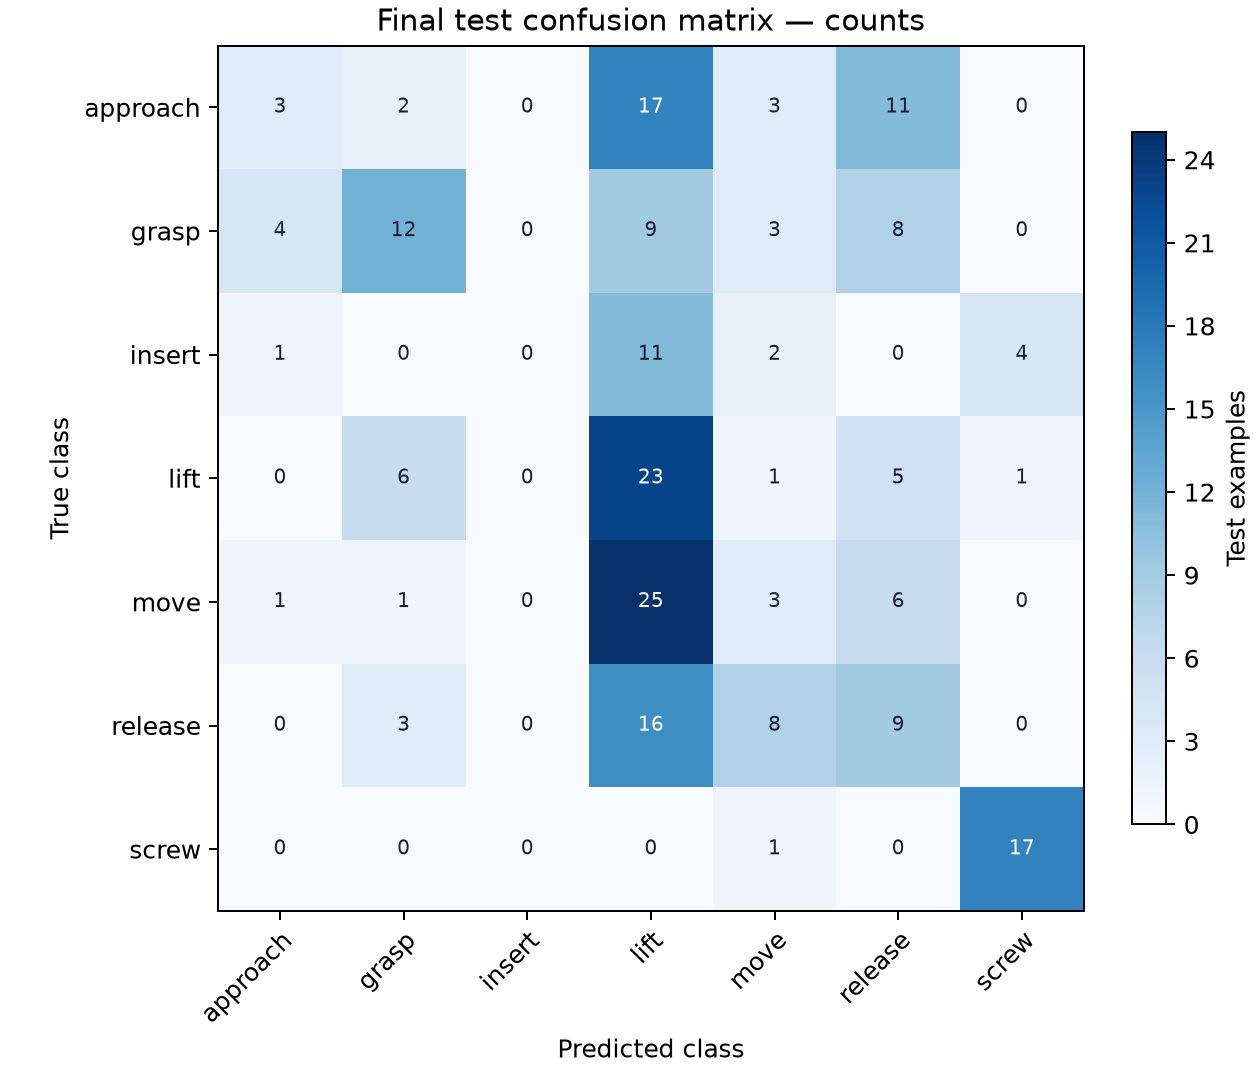 Final test confusion matrix — counts
approach 3 2 0 17 3 11 0
grasp 4 12 0 9 3 8 0
insert 1 0 0 11 2 0 4
lift 0 6 0 23 1 5 1
move 1 1 0 25 3 6 0
release 0 3 0 16 8 9 0
screw 0 0 0 0 1 0 17
approach grasp insert lift move release screw
Predicted class
True class
24
21
18
15
12
9
6
3
0
Test examples